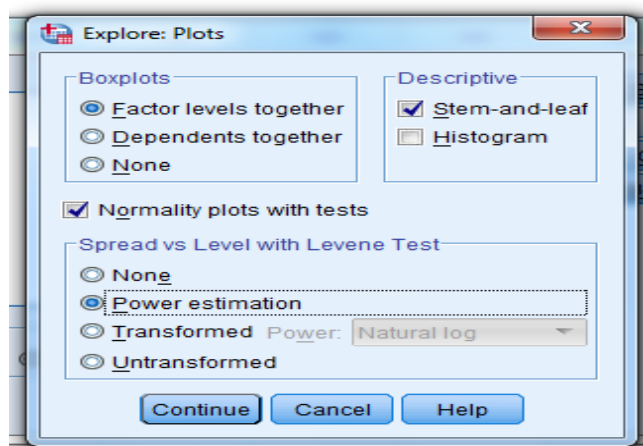 Explore: Plots
Boxplots
Factor levels together
Dependents together
None
Descriptive
Stem-and-leaf
Histogram
Normality plots with tests
Spread vs Level with Levene Test
None
Power estimation
Transformed Power: Natural log
Untransformed
Continue Cancel Help